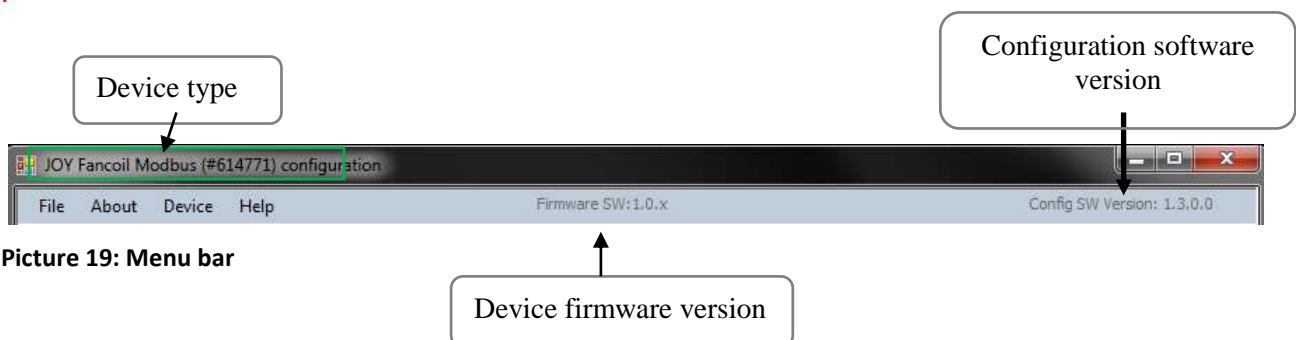 Configuration software
version
Device type
JOY Fancoil Modbus (#614771) configuration
File About Device Help Firmware SW:1.0.x Config SW Version: 1.3.0.0
Picture 19: Menu bar
Device firmware version